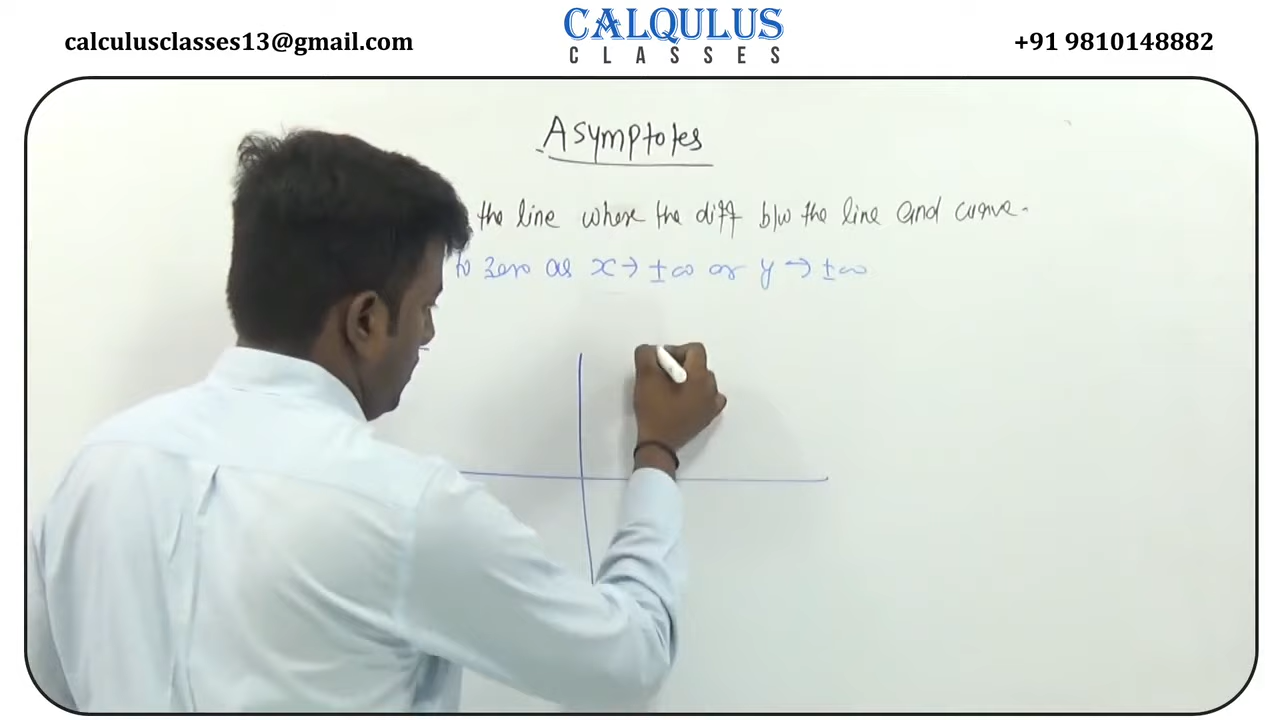 calculusclasses13@gmail.com
CALQULUS
CLASSES
+91 9810148882
Asymptotes
the line where the diff b/w the line and curve.
to zero as x → ±∞ or y → ±∞